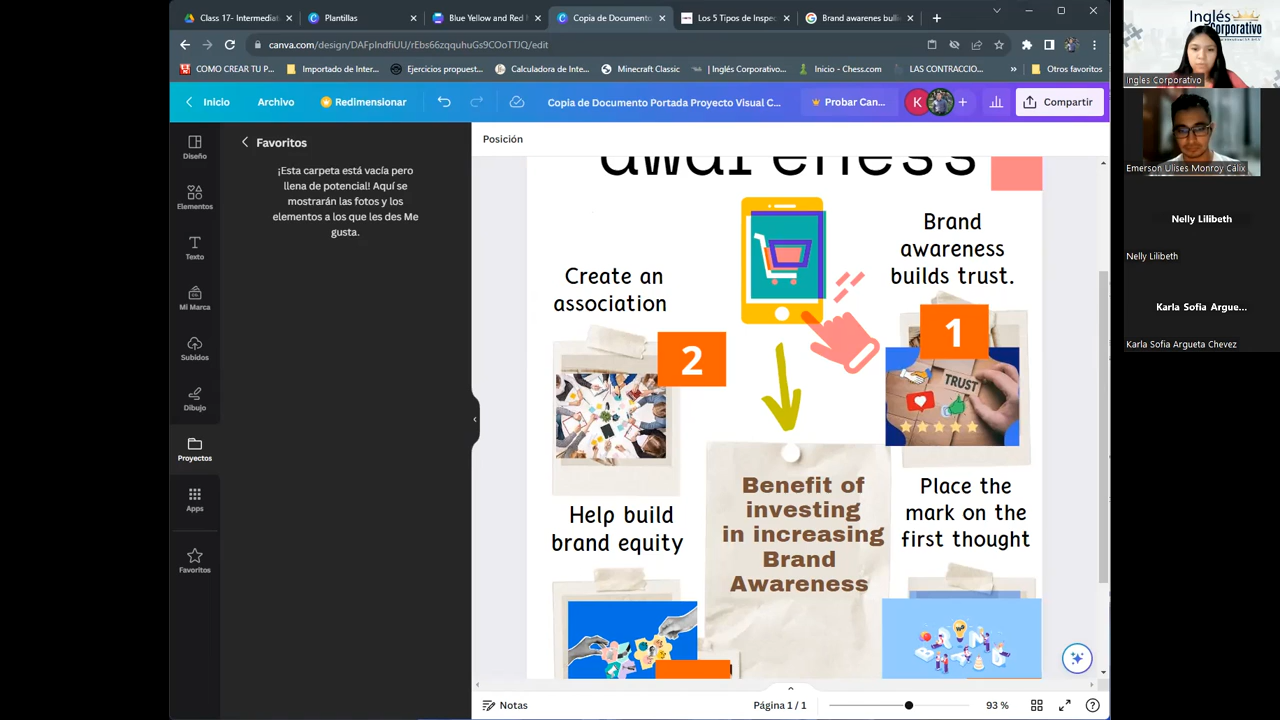 Class 17- Intermediat
Plantillas
Blue Yellow and Red M
Copia de Documento
Los 5 Tipos de Inspec
Brand awarenes buil
canva.com/design/DAFpIndfiUU/rEbs66zqquhuGs9COoTTJQ/edit
COMO CREAR TU P...
Importado de Inter...
Ejercicios propuest...
Calculadora de Inte...
Minecraft Classic
| Inglés Corporativo...
Inicio - Chess.com
LAS CONTRACCIO...
Otros favoritos
Inicio
Archivo
Redimensionar
Copia de Documento Portada Proyecto Visual C...
Probar Can...
K
Compartir
Diseño
Elementos
Texto
Mi Marca
Subidos
Dibujo
Proyectos
Apps
Favoritos
Favoritos
¡Esta carpeta está vacía pero
llena de potencial! Aquí se
mostrarán las fotos y los
elementos a los que les des Me
gusta.
Posición
awareness
Brand
awareness
builds trust.
1
TRUST
Create an
association
2
Help build
brand equity
Benefit of
investing
in increasing
Brand
Awareness
Place the
mark on the
first thought
BRAND
Notas
Página 1 / 1
93 %
Inglés
Corporativo
Ingles Corporativo
Emerson Ulises Monroy Calix
Nelly Lilibeth
Nelly Lilibeth
Karla Sofia Argue...
Karla Sofia Argueta Chevez